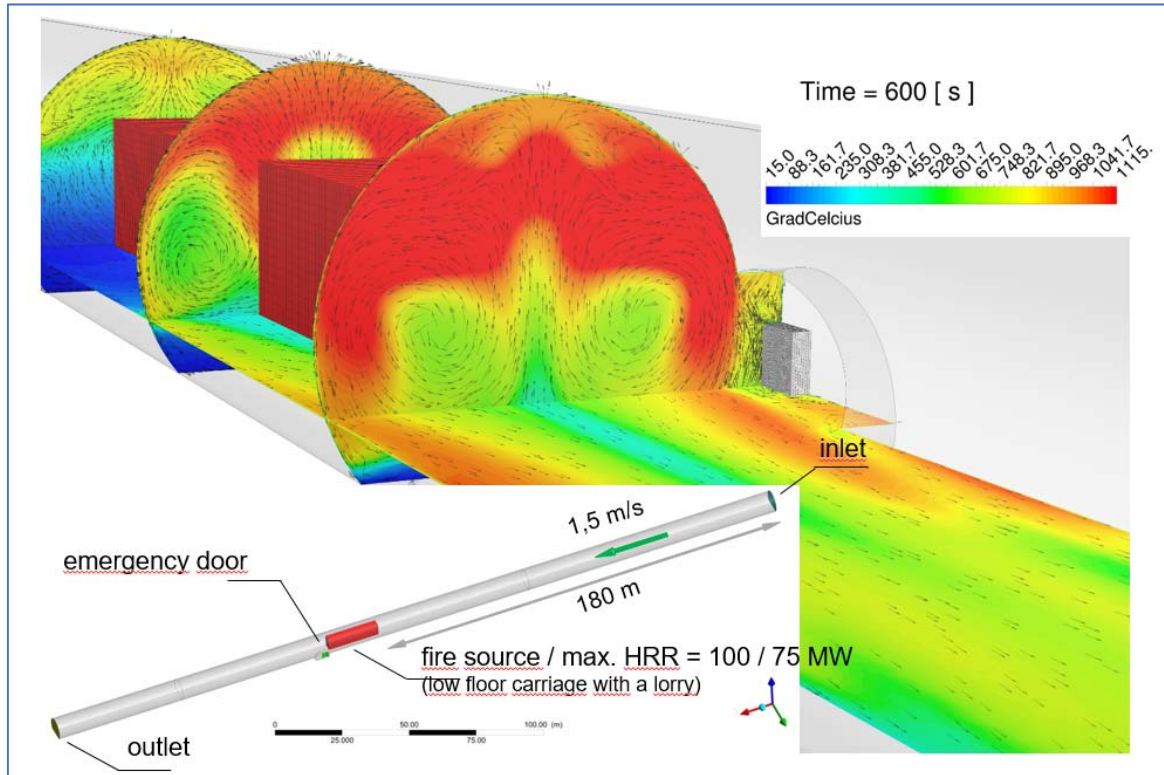 Time = 600 [ s ]
15.0 88.3 161.7 235.0 308.3 381.7 455.0 528.3 601.7 675.0 748.3 821.7 895.0 968.3 1041.7 1115.
GradCelcius
inlet
1,5 m/s
emergency door
180 m
fire source / max. HRR = 100 / 75 MW
(low floor carriage with a lorry)
0 50.00 100.00 (m)
25.000 75.00
outlet